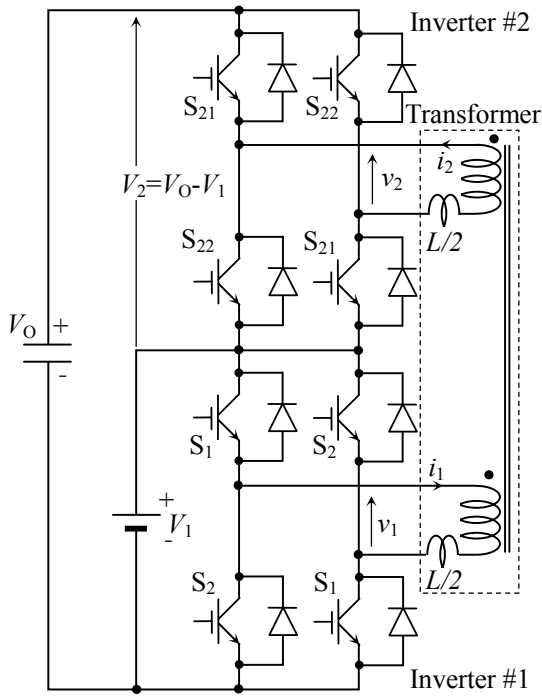 Inverter #2
S21
S22
Transformer
i2
V2=VO-V1
v2
L/2
S22
S21
VO
+
-
S1
S2
i1
+
V1
-
v1
L/2
S2
S1
Inverter #1